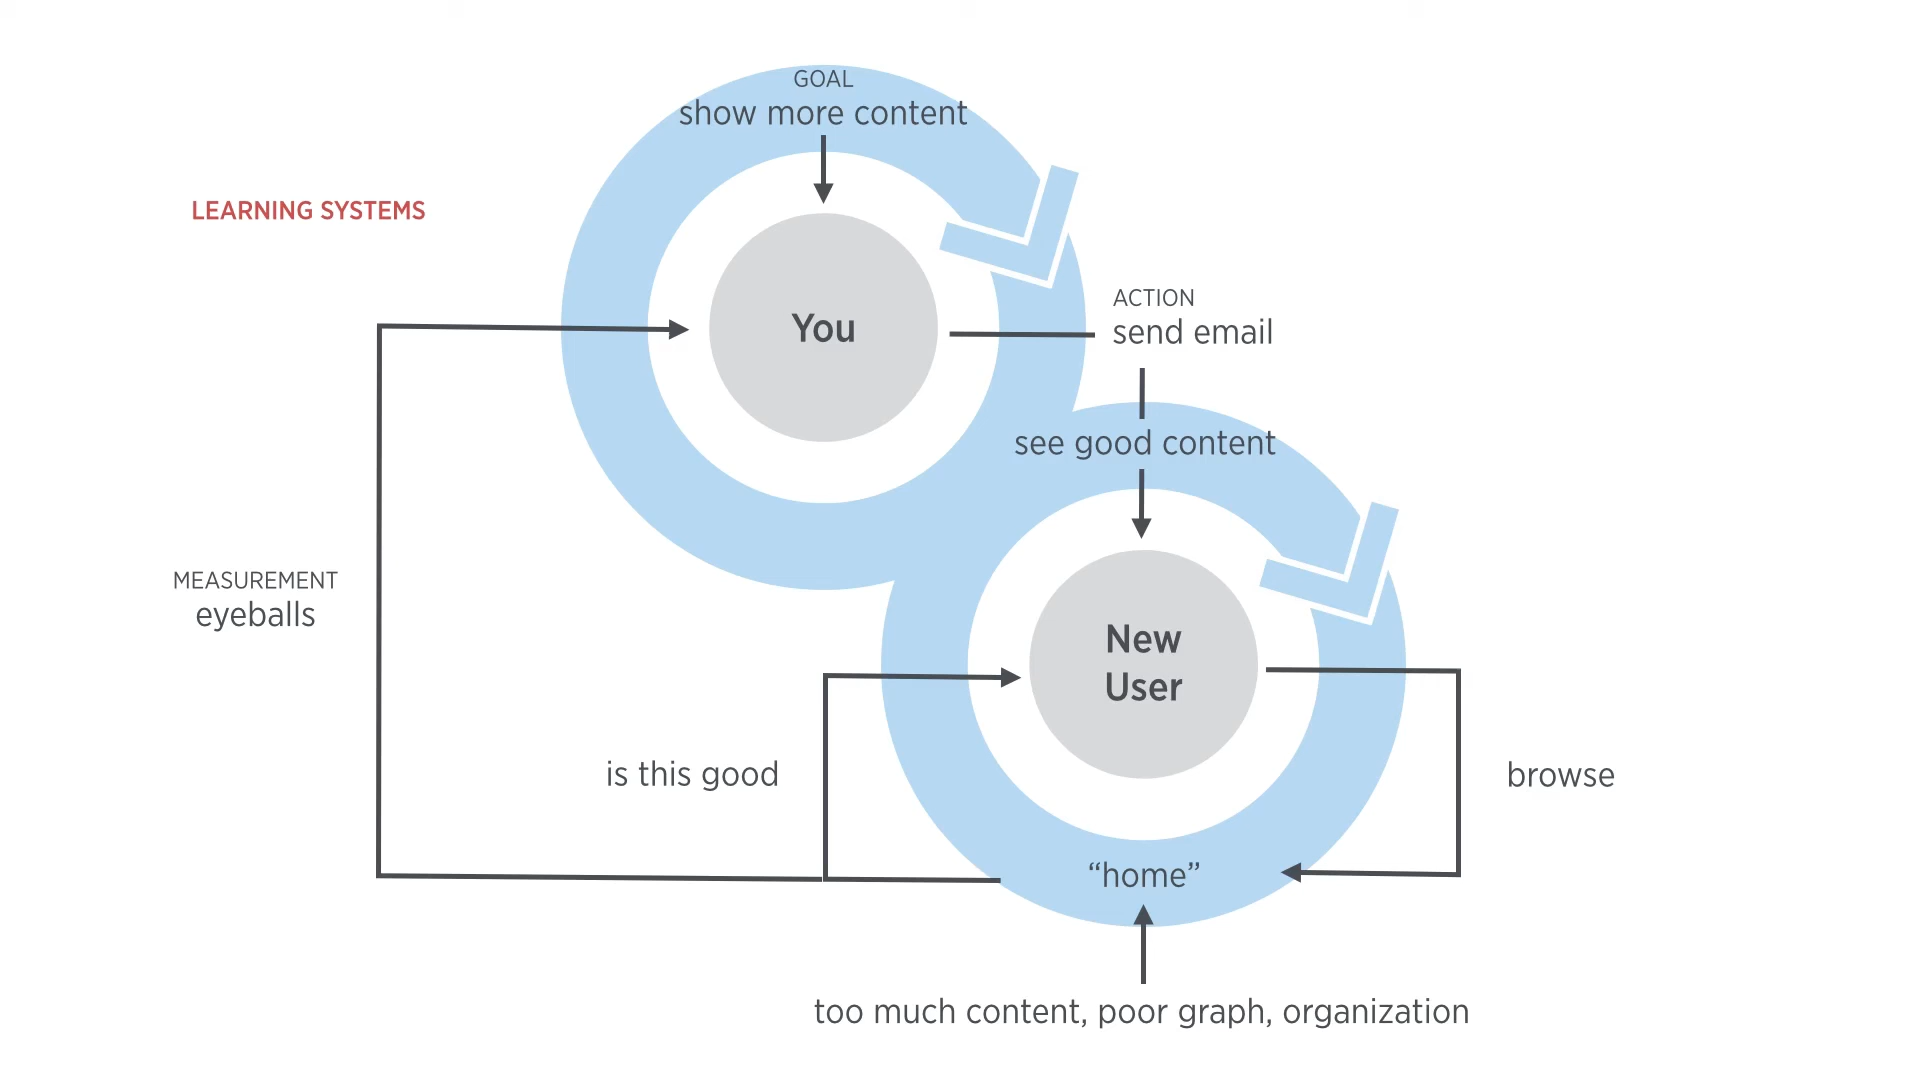 GOAL
show more content
LEARNING SYSTEMS
You
ACTION
send email
see good content
MEASUREMENT
eyeballs
New
User
is this good
browse
“home”
too much content, poor graph, organization